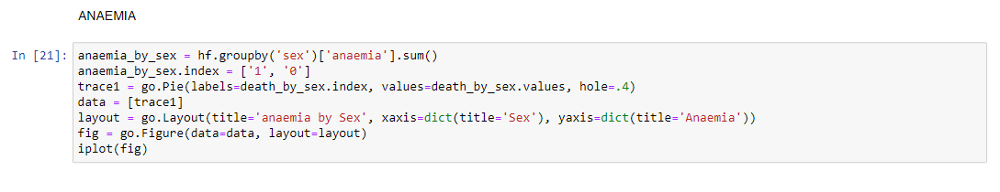 ANAEMIA
In [21]: anaemia_by_sex = hf.groupby('sex')['anaemia'].sum()
anaemia_by_sex.index = ['1', '0']
trace1 = go.Pie(labels=death_by_sex.index, values=death_by_sex.values, hole=.4)
data = [trace1]
layout = go.Layout(title='anaemia by Sex', xaxis=dict(title='Sex'), yaxis=dict(title='Anaemia'))
fig = go.Figure(data=data, layout=layout)
iplot(fig)